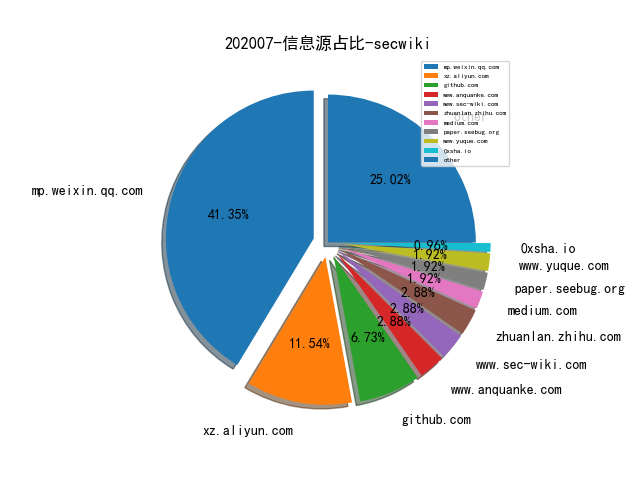 202007-信息源占比-secwiki
mp.weixin.qq.com
xz.aliyun.com
github.com
www.anquanke.com
www.sec-wiki.com
zhuanlan.zhihu.com
medium.com
paper.seebug.org
www.yuque.com
0xsha.io
other
other
25.02%
mp.weixin.qq.com
41.35%
0.96%
0xsha.io
1.92%
www.yuque.com
1.92%
paper.seebug.org
1.92%
medium.com
2.88%
zhuanlan.zhihu.com
2.88%
www.sec-wiki.com
2.88%
www.anquanke.com
6.73%
github.com
11.54%
xz.aliyun.com